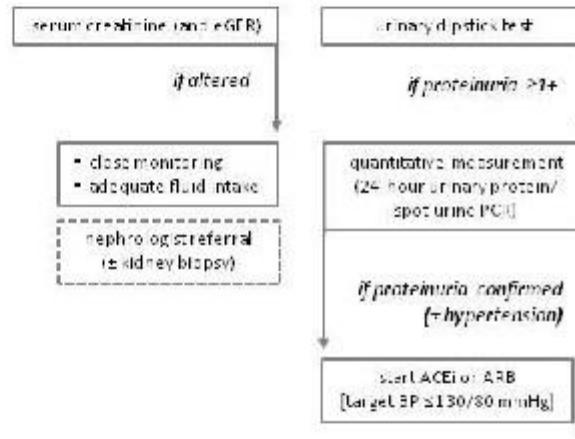 serum creatinine (and eGFR)
if altered
▪ close monitoring
▪ adequate fluid intake
nephrologist referral
(± kidney biopsy)
urinary dipstick test
if proteinuria ≥1+
quantitative measurement
(24-hour urinary protein/
spot urine PCR)
if proteinuria confirmed
(± hypertension)
start ACEi or ARB
[target BP ≤130/80 mmHg]